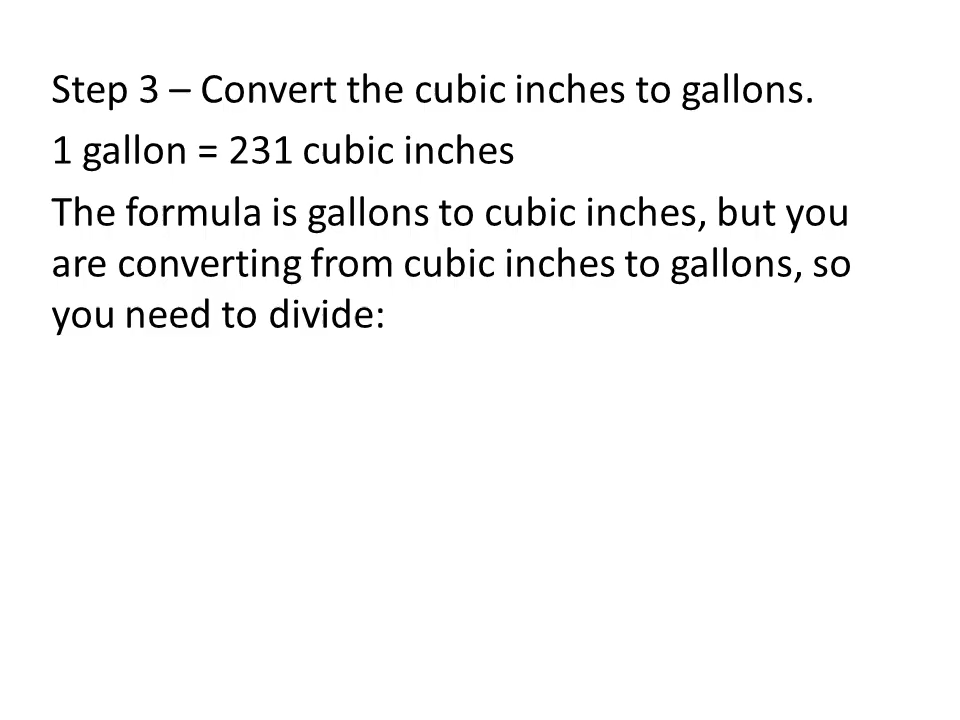 Step 3 – Convert the cubic inches to gallons.
1 gallon = 231 cubic inches
The formula is gallons to cubic inches, but you
are converting from cubic inches to gallons, so
you need to divide: